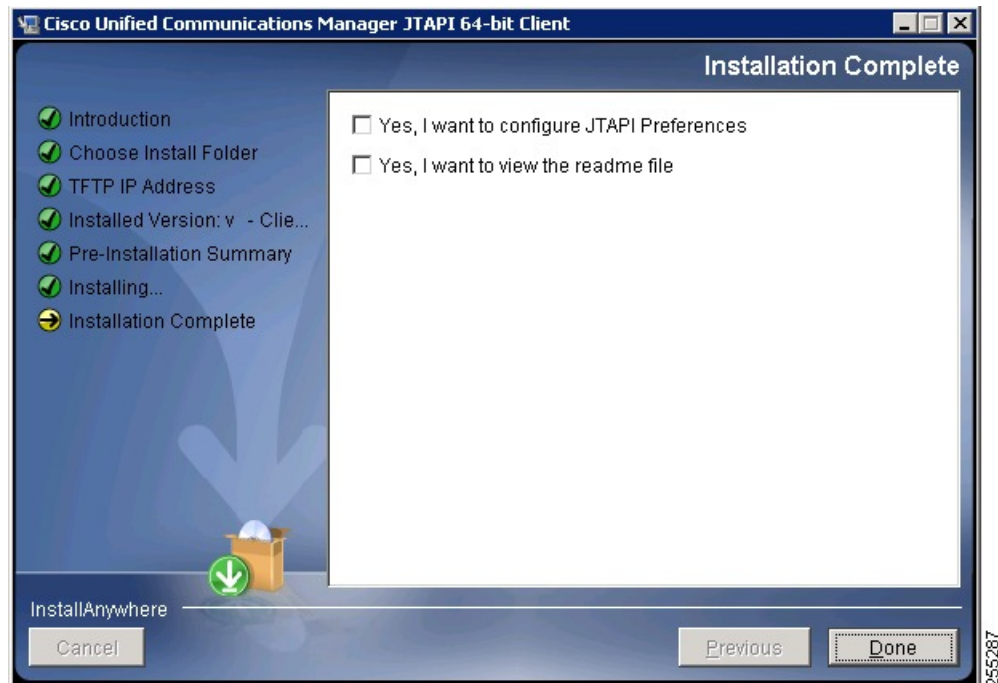 Cisco Unified Communications Manager JTAPI 64-bit Client
Installation Complete
Introduction
Choose Install Folder
TFTP IP Address
Installed Version: v - Clie...
Pre-Installation Summary
Installing...
Installation Complete
Yes, I want to configure JTAPI Preferences
Yes, I want to view the readme file
InstallAnywhere
Cancel
Previous
Done
255287